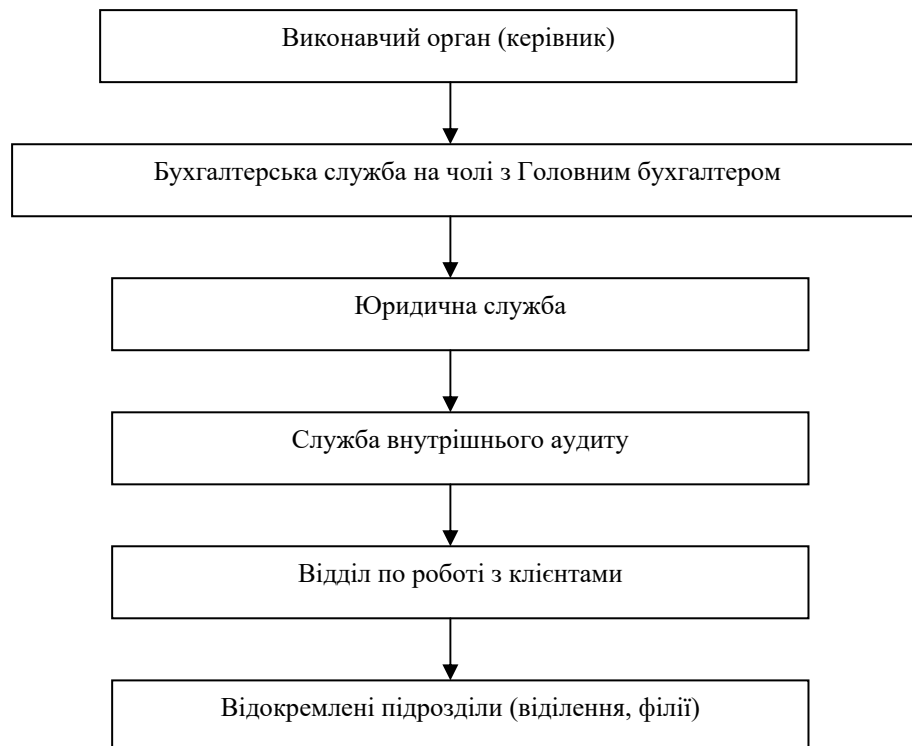 Виконавчий орган (керівник)
Бухгалтерська служба на чолі з Головним бухгалтером
Юридична служба
Служба внутрішнього аудиту
Відділ по роботі з клієнтами
Відокремлені підрозділи (віділення, філії)